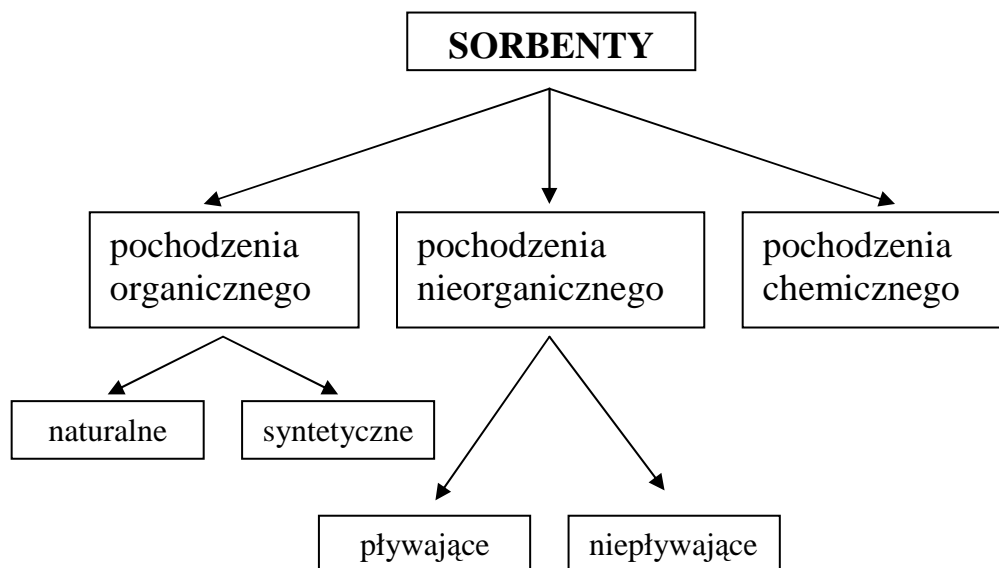 SORBENTY
pochodzenia
organicznego
pochodzenia
nieorganicznego
pochodzenia
chemicznego
naturalne
syntetyczne
pływające
niepływające